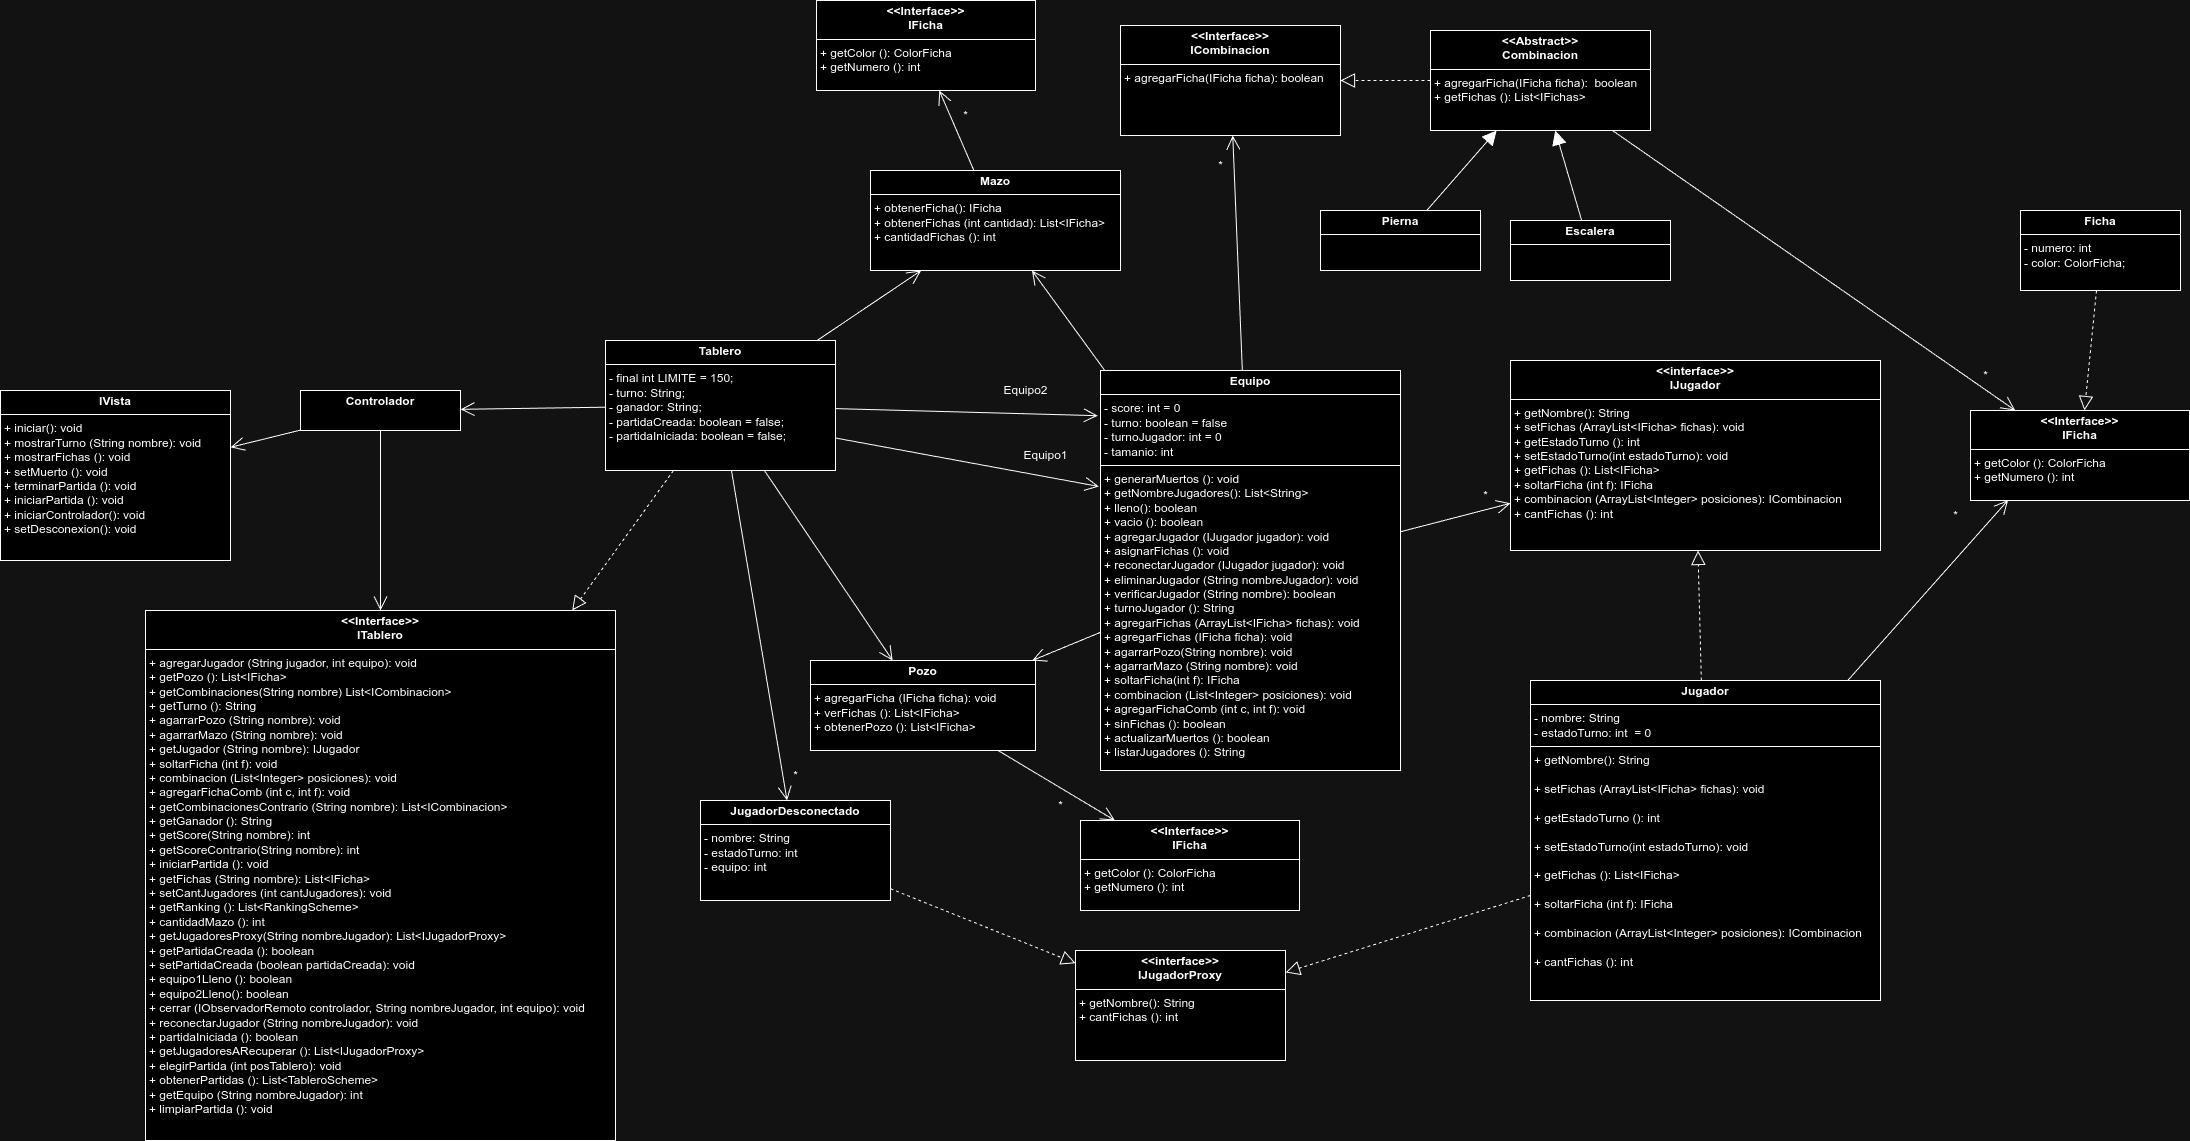 <<Interface>>
IFicha
+ getColor (): ColorFicha
+ getNumero (): int
*
<<Interface>>
ICombinacion
+ agregarFicha(IFicha ficha): boolean
*
<<Abstract>>
Combinacion
+ agregarFicha(IFicha ficha):  boolean
+ getFichas (): List<IFichas>
Mazo
+ obtenerFicha(): IFicha
+ obtenerFichas (int cantidad): List<IFicha>
+ cantidadFichas (): int
Pierna
Escalera
Ficha
- numero: int
- color: ColorFicha;
Tablero
- final int LIMITE = 150;
- turno: String;
- ganador: String;
- partidaCreada: boolean = false;
- partidaIniciada: boolean = false;
Equipo2
Equipo1
IVista
+ iniciar(): void
+ mostrarTurno (String nombre): void
+ mostrarFichas (): void
+ setMuerto (): void
+ terminarPartida (): void
+ iniciarPartida (): void
+ iniciarControlador(): void
+ setDesconexion(): void
Controlador
Equipo
- score: int = 0
- turno: boolean = false
- turnoJugador: int = 0
- tamanio: int
+ generarMuertos (): void
+ getNombreJugadores(): List<String>
+ lleno(): boolean
+ vacio (): boolean
+ agregarJugador (IJugador jugador): void
+ asignarFichas (): void
+ reconectarJugador (IJugador jugador): void
+ eliminarJugador (String nombreJugador): void
+ verificarJugador (String nombre): boolean
+ turnoJugador (): String
+ agregarFichas (ArrayList<IFicha> fichas): void
+ agregarFichas (IFicha ficha): void
+ agarrarPozo(String nombre): void
+ agarrarMazo (String nombre): void
+ soltarFicha(int f): IFicha
+ combinacion (List<Integer> posiciones): void
+ agregarFichaComb (int c, int f): void
+ sinFichas (): boolean
+ actualizarMuertos (): boolean
+ listarJugadores (): String
*
<<interface>>
IJugador
+ getNombre(): String
+ setFichas (ArrayList<IFicha> fichas): void
+ getEstadoTurno (): int
+ setEstadoTurno(int estadoTurno): void
+ getFichas (): List<IFicha>
+ soltarFicha (int f): IFicha
+ combinacion (ArrayList<Integer> posiciones): ICombinacion
+ cantFichas (): int
*
<<Interface>>
IFicha
+ getColor (): ColorFicha
+ getNumero (): int
*
<<Interface>>
ITablero
+ agregarJugador (String jugador, int equipo): void
+ getPozo (): List<IFicha>
+ getCombinaciones(String nombre) List<ICombinacion>
+ getTurno (): String
+ agarrarPozo (String nombre): void
+ agarrarMazo (String nombre): void
+ getJugador (String nombre): IJugador
+ soltarFicha (int f): void
+ combinacion (List<Integer> posiciones): void
+ agregarFichaComb (int c, int f): void
+ getCombinacionesContrario (String nombre): List<ICombinacion>
+ getGanador (): String
+ getScore(String nombre): int
+ getScoreContrario(String nombre): int
+ iniciarPartida (): void
+ getFichas (String nombre): List<IFicha>
+ setCantJugadores (int cantJugadores): void
+ getRanking (): List<RankingScheme>
+ cantidadMazo (): int
+ getJugadoresProxy(String nombreJugador): List<IJugadorProxy>
+ getPartidaCreada (): boolean
+ setPartidaCreada (boolean partidaCreada): void
+ equipo1Lleno (): boolean
+ equipo2Lleno(): boolean
+ cerrar (IObservadorRemoto controlador, String nombreJugador, int equipo): void
+ reconectarJugador (String nombreJugador): void
+ partidaIniciada (): boolean
+ getJugadoresARecuperar (): List<IJugadorProxy>
+ elegirPartida (int posTablero): void
+ obtenerPartidas (): List<TableroScheme>
+ getEquipo (String nombreJugador): int
+ limpiarPartida (): void
Pozo
+ agregarFicha (IFicha ficha): void
+ verFichas (): List<IFicha>
+ obtenerPozo (): List<IFicha>
*
JugadorDesconectado
- nombre: String
- estadoTurno: int
- equipo: int
*
<<Interface>>
IFicha
+ getColor (): ColorFicha
+ getNumero (): int
<<interface>>
IJugadorProxy
+ getNombre(): String
+ cantFichas (): int
Jugador
- nombre: String
- estadoTurno: int  = 0
+ getNombre(): String
+ setFichas (ArrayList<IFicha> fichas): void
+ getEstadoTurno (): int
+ setEstadoTurno(int estadoTurno): void
+ getFichas (): List<IFicha>
+ soltarFicha (int f): IFicha
+ combinacion (ArrayList<Integer> posiciones): ICombinacion
+ cantFichas (): int